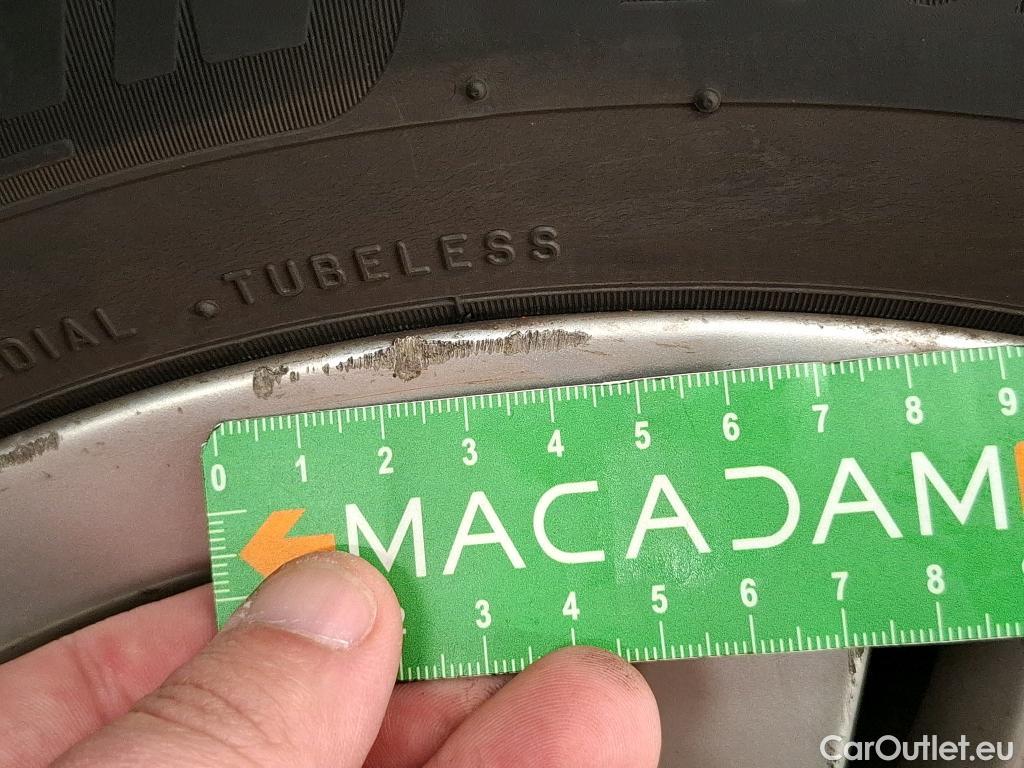 DIAL . TUBELESS
0 1 2 3 4 5 6 7 8 9
MACADAM
3 4 5 6 7 8
CarOutlet.eu